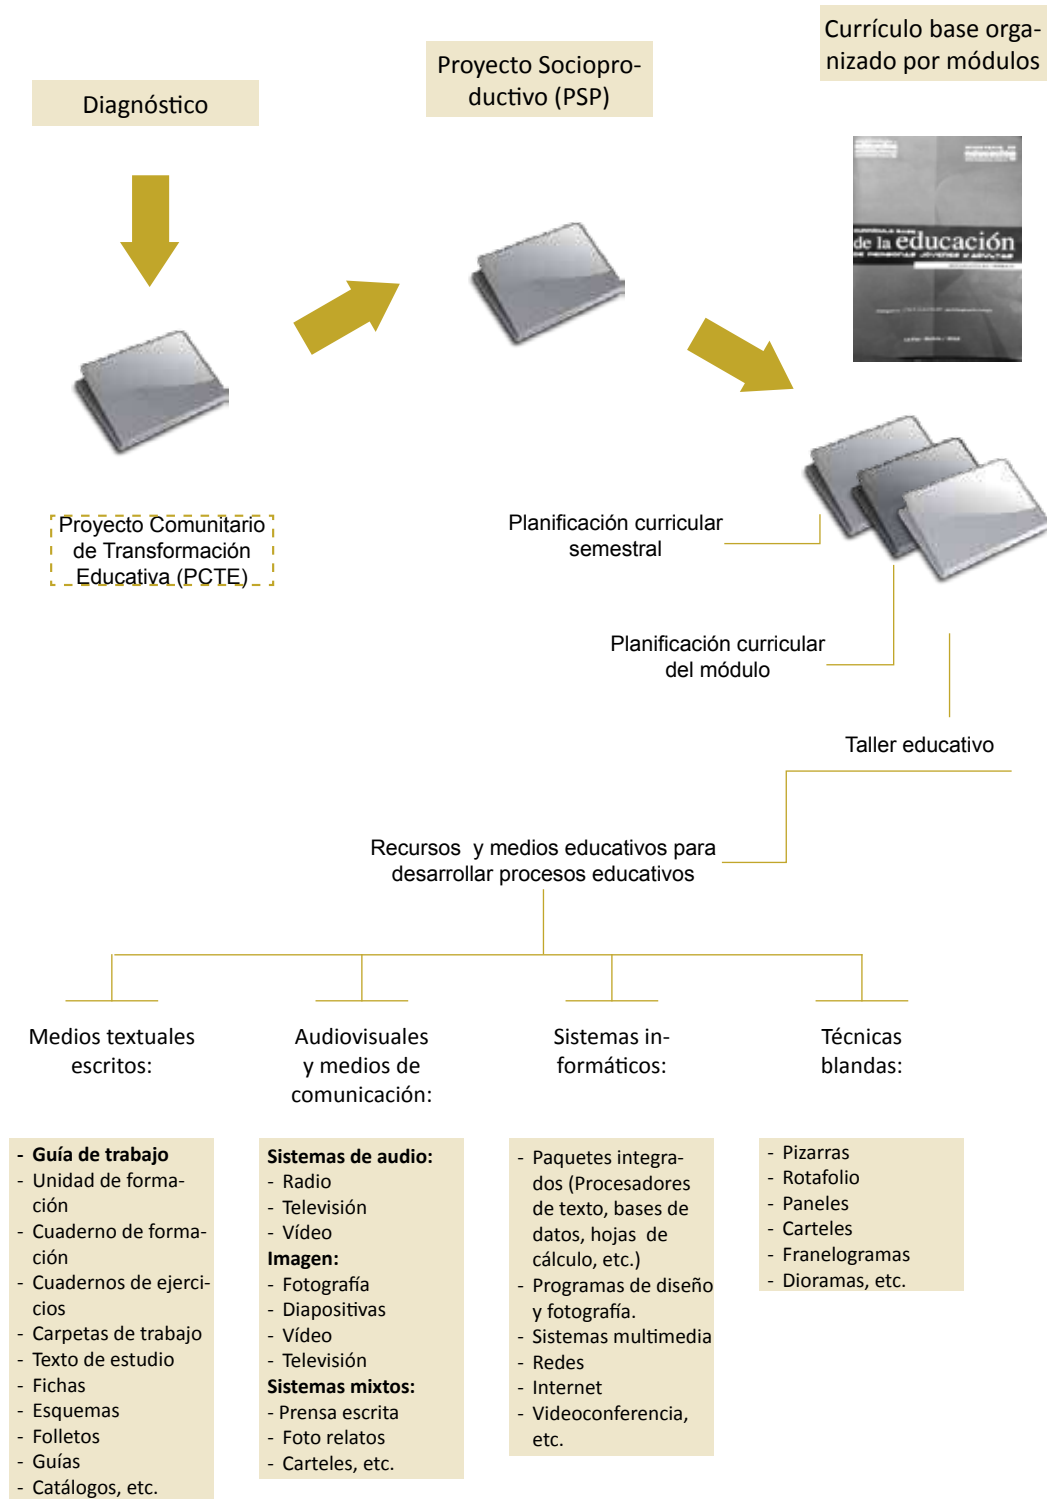 Diagnóstico
Proyecto Sociopro-
ductivo (PSP)
Currículo base orga-
nizado por módulos
de la educación
DE PERSONAS JÓVENES Y ADULTAS
Proyecto Comunitario
de Transformación
Educativa (PCTE)
Planificación curricular
semestral
Planificación curricular
del módulo
Taller educativo
Recursos y medios educativos para
desarrollar procesos educativos
Medios textuales
escritos:
- Guía de trabajo
- Unidad de forma-
ción
- Cuaderno de forma-
ción
- Cuadernos de ejerci-
cios
- Carpetas de trabajo
- Texto de estudio
- Fichas
- Esquemas
- Folletos
- Guías
- Catálogos, etc.
Audiovisuales
y medios de
comunicación:
Sistemas de audio:
- Radio
- Televisión
- Vídeo
Imagen:
- Fotografía
- Diapositivas
- Vídeo
- Televisión
Sistemas mixtos:
- Prensa escrita
- Foto relatos
- Carteles, etc.
Sistemas in-
formáticos:
- Paquetes integra-
dos (Procesadores
de texto, bases de
datos, hojas de
cálculo, etc.)
- Programas de diseño
y fotografía.
- Sistemas multimedia
- Redes
- Internet
- Videoconferencia,
etc.
Técnicas
blandas:
- Pizarras
- Rotafolio
- Paneles
- Carteles
- Franelogramas
- Dioramas, etc.